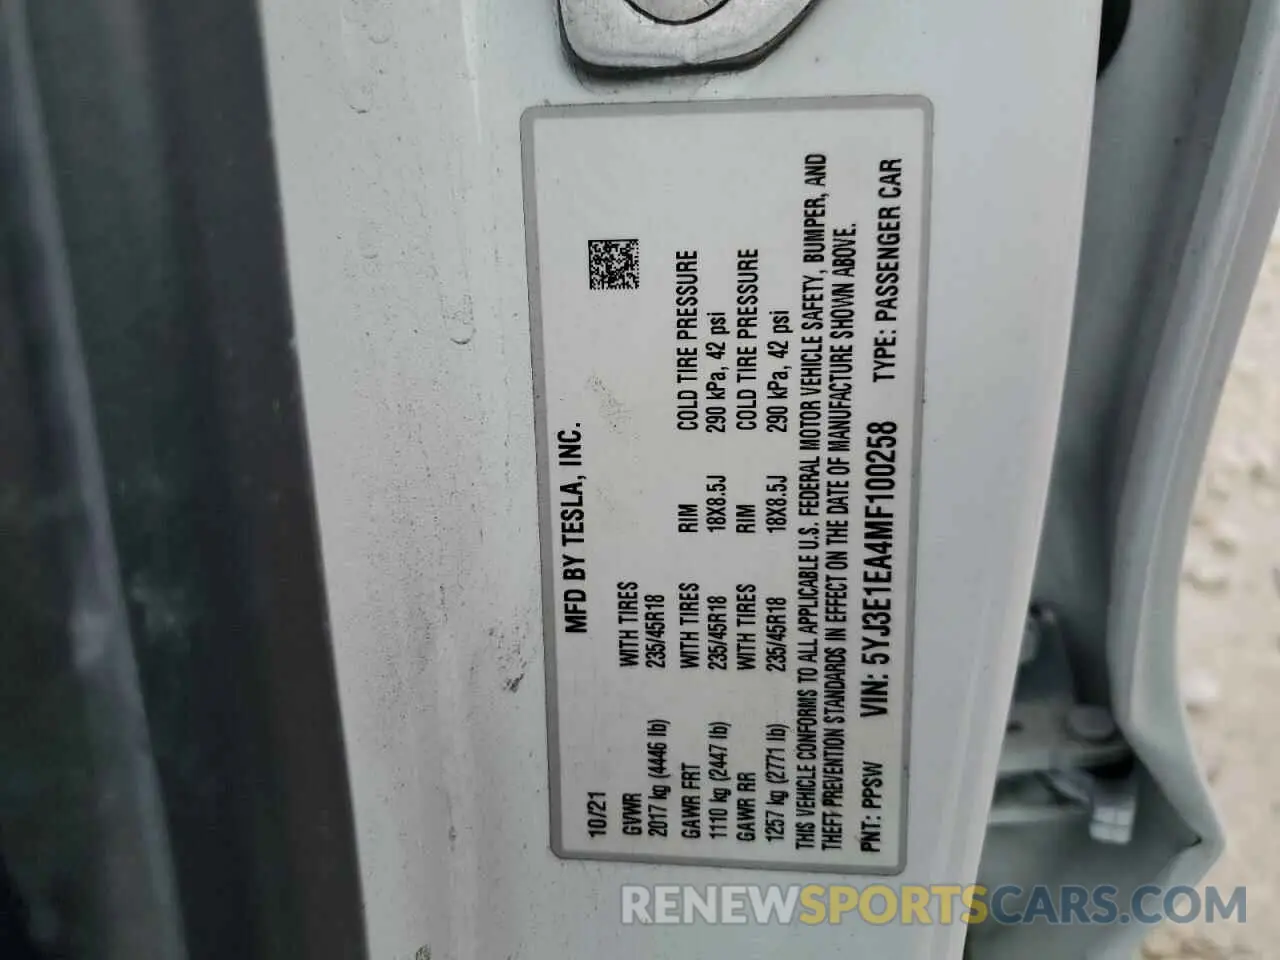 MFD BY TESLA, INC.
10/21
GVWR WITH TIRES
2017 kg (4446 lb) 235/45R18
GAWR FRT WITH TIRES RIM COLD TIRE PRESSURE
1110 kg (2447 lb) 235/45R18 18X8.5J 290 kPa, 42 psi
GAWR RR WITH TIRES RIM COLD TIRE PRESSURE
1257 kg (2771 lb) 235/45R18 18X8.5J 290 kPa, 42 psi
THIS VEHICLE CONFORMS TO ALL APPLICABLE U.S. FEDERAL MOTOR VEHICLE SAFETY, BUMPER, AND
THEFT PREVENTION STANDARDS IN EFFECT ON THE DATE OF MANUFACTURE SHOWN ABOVE.
PNT: PPSW VIN: 5YJ3E1EA4MF100258 TYPE: PASSENGER CAR
RENEWSPORTSCARS.COM